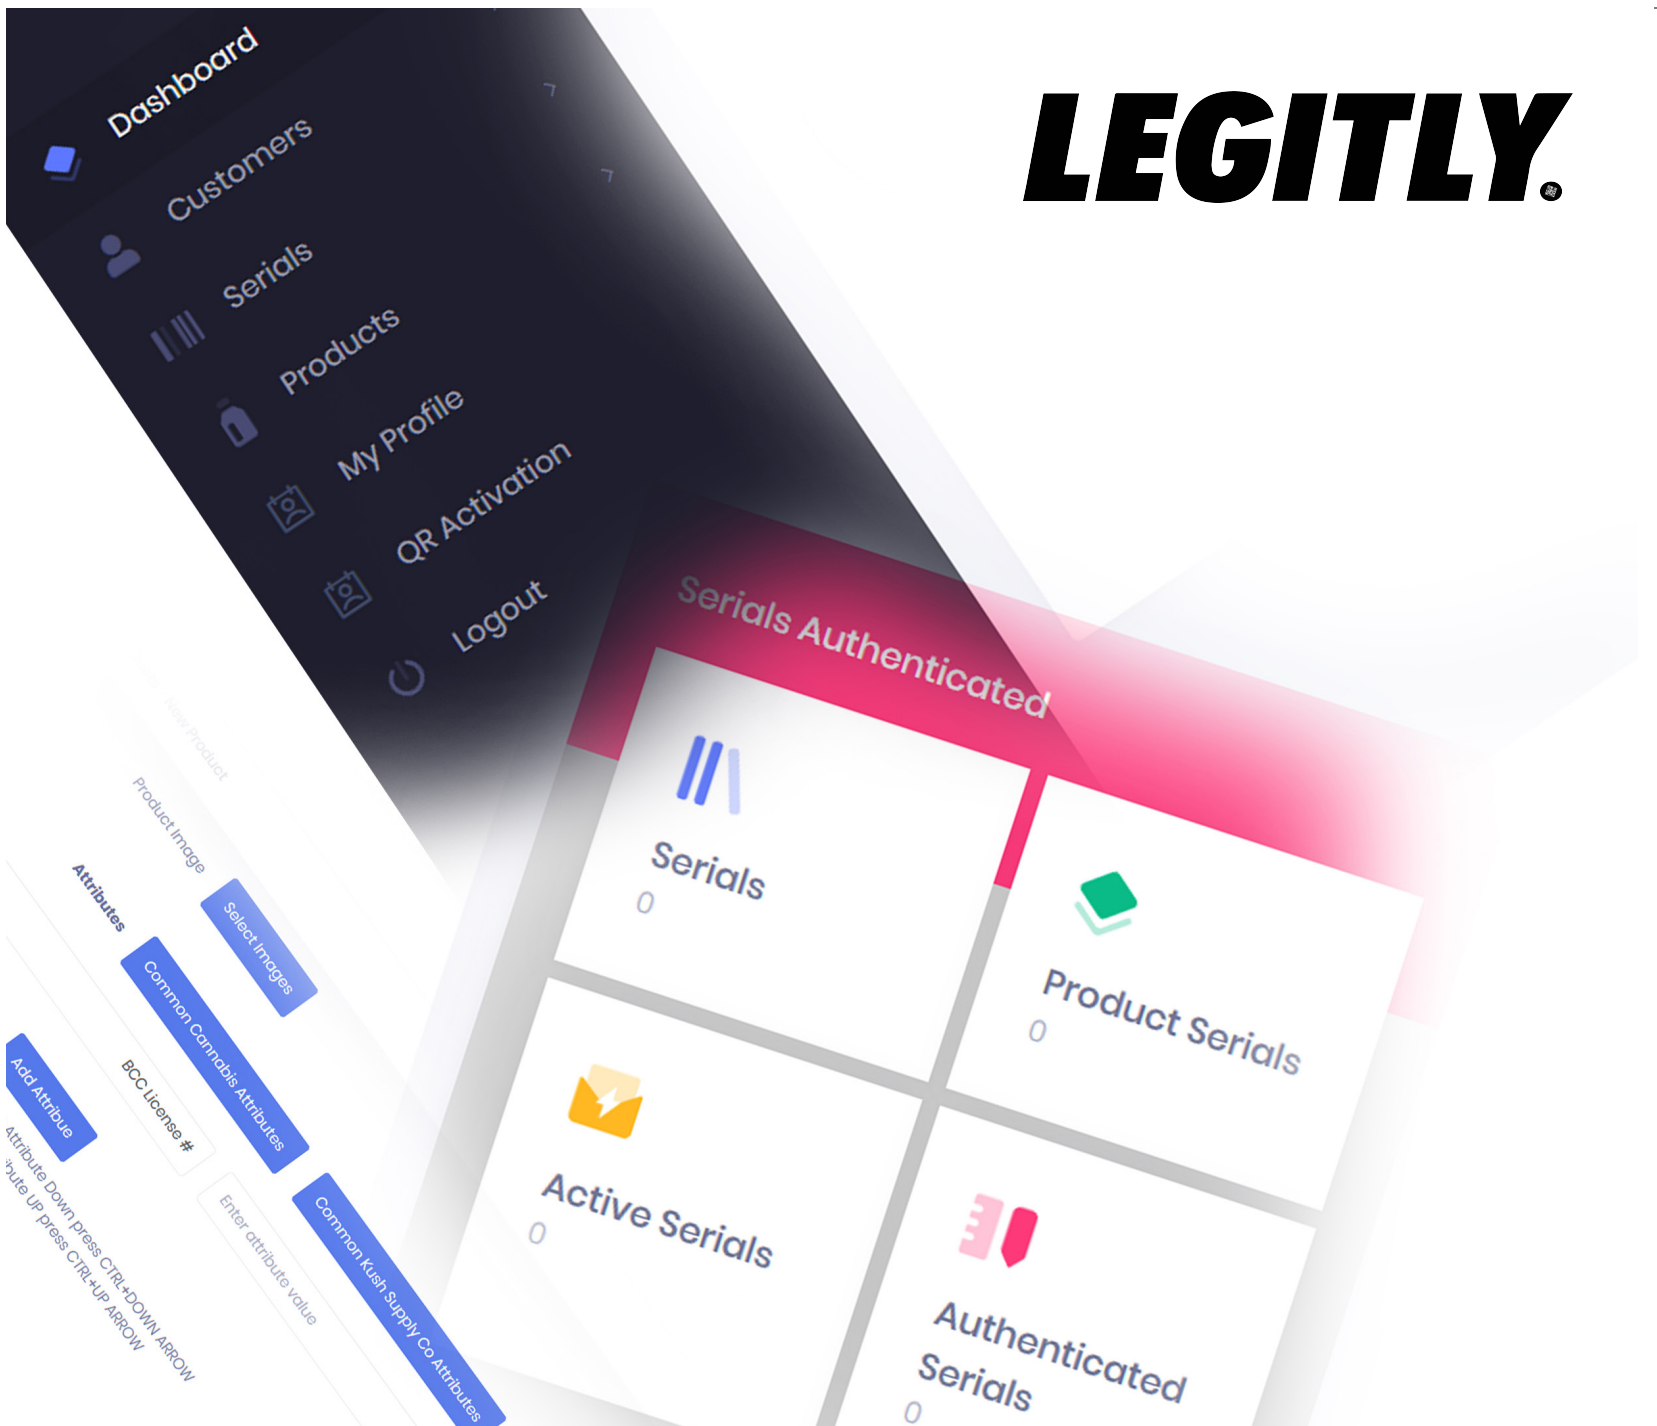 LEGITLY.
Dashboard
Customers
Serials
Products
My Profile
QR Activation
Logout
Serials Authenticated
Serials
0
Product Serials
0
Active Serials
0
Authenticated
Serials
0
New Product
Product Image
Select Images
Attributes
Common Cannabis Attributes
Common Kush Supply Co Attributes
BCC License #
Enter attribute value
Add Attribue
Attribute Down press CTRL+DOWN ARROW
UP press CTRL+UP ARROW